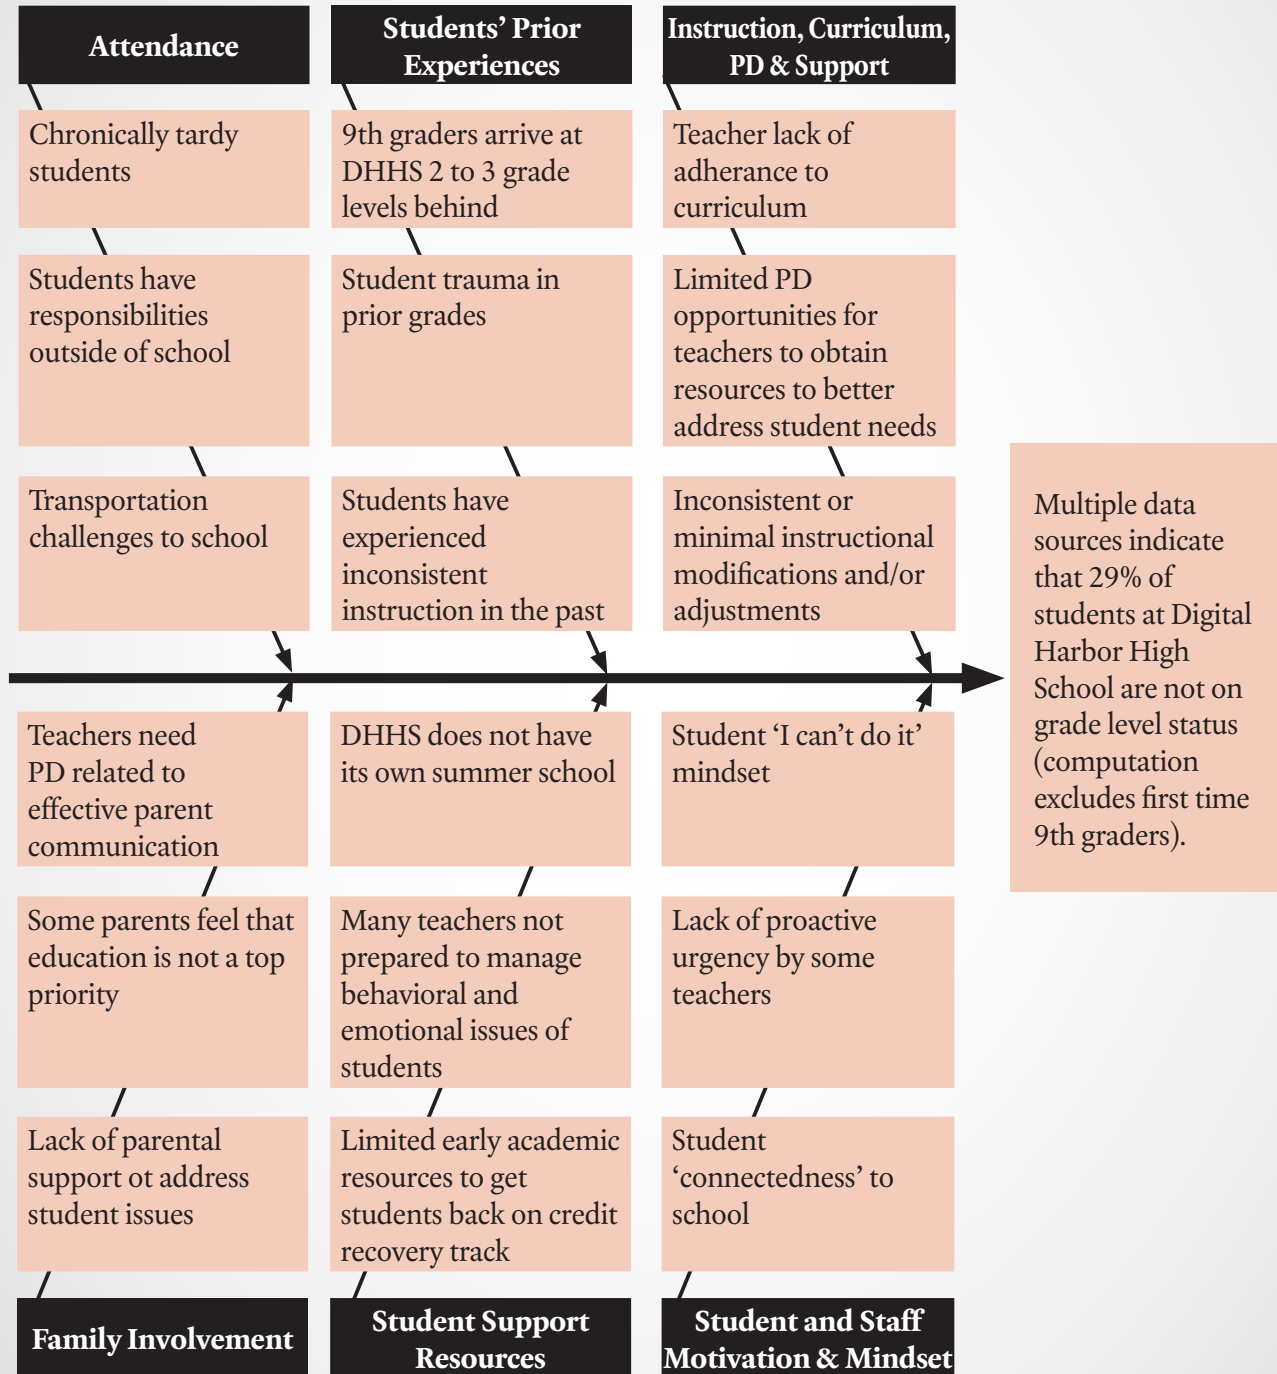 Attendance
Chronically tardy
students
Students have
responsibilities
outside of school
Transportation
challenges to school
Students’ Prior
Experiences
9th graders arrive at
DHHS 2 to 3 grade
levels behind
Student trauma in
prior grades
Students have
experienced
inconsistent
instruction in the past
Instruction, Curriculum,
PD & Support
Teacher lack of
adherance to
curriculum
Limited PD
opportunities for
teachers to obtain
resources to better
address student needs
Inconsistent or
minimal instructional
modifications and/or
adjustments
Multiple data
sources indicate
that 29% of
students at Digital
Harbor High
School are not on
grade level status
(computation
excludes first time
9th graders).
Teachers need
PD related to
effective parent
communication
Some parents feel that
education is not a top
priority
Lack of parental
support ot address
student issues
Family Involvement
DHHS does not have
its own summer school
Many teachers not
prepared to manage
behavioral and
emotional issues of
students
Limited early academic
resources to get
students back on credit
recovery track
Student Support
Resources
Student ‘I can’t do it’
mindset
Lack of proactive
urgency by some
teachers
Student
‘connectedness’ to
school
Student and Staff
Motivation & Mindset